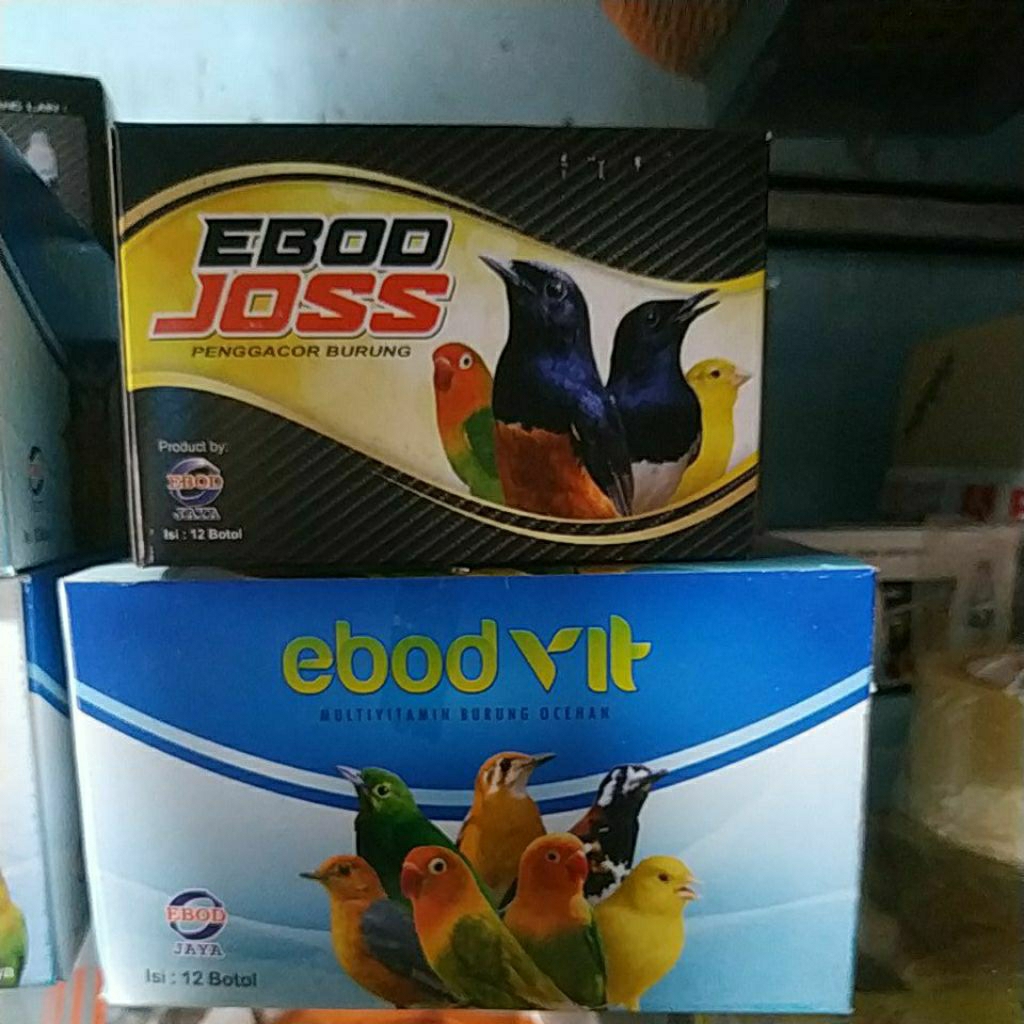 EBOD
JOSS
PENGGACOR BURUNG
Product by:
EBOD
JAYA
Isi : 12 Botol
ebod vit
MULTIVITAMIN BURUNG OCEHAN
EBOD
JAYA
Isi : 12 Botol